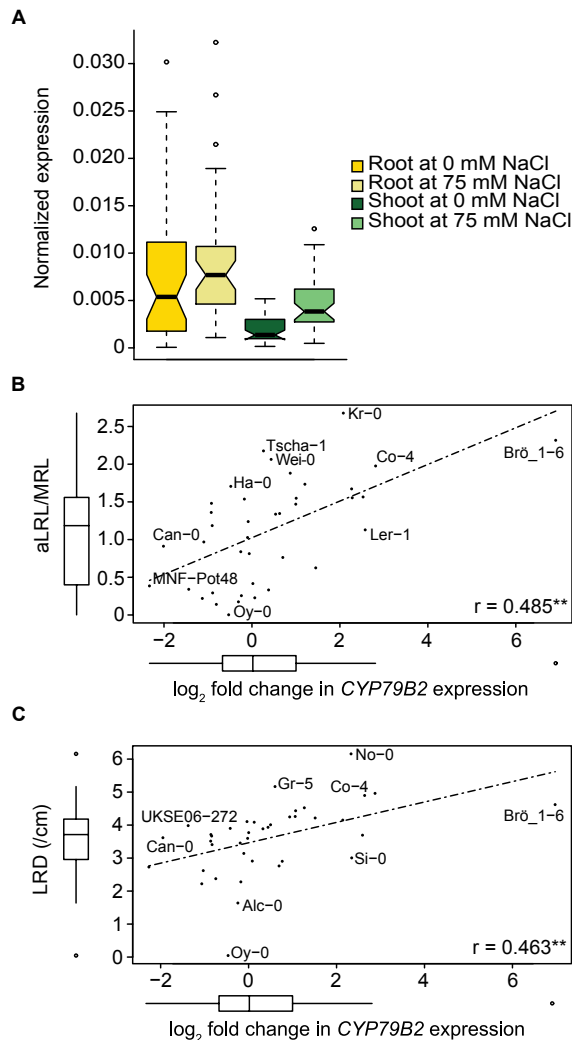 A
Normalized expression
0.030
0.025
0.020
0.015
0.010
0.005
0
Root at 0 mM NaCl
Root at 75 mM NaCl
Shoot at 0 mM NaCl
Shoot at 75 mM NaCl
B
aLRL/MRL
2.5
2.0
1.5
1.0
0.5
0
Kr−0
Tscha−1
Wei−0
Co−4
Brö_1−6
Ha−0
Can−0
Ler−1
MNF−Pot48
Oy−0
r = 0.485**
−2 0 2 4 6
log2 fold change in CYP79B2 expression
C
LRD (/cm)
6
5
4
3
2
1
0
No−0
Gr−5
Co−4
UKSE06−272
Brö_1−6
Can−0
Si−0
Alc−0
Oy−0
r = 0.463**
−2 0 2 4 6
log2 fold change in CYP79B2 expression